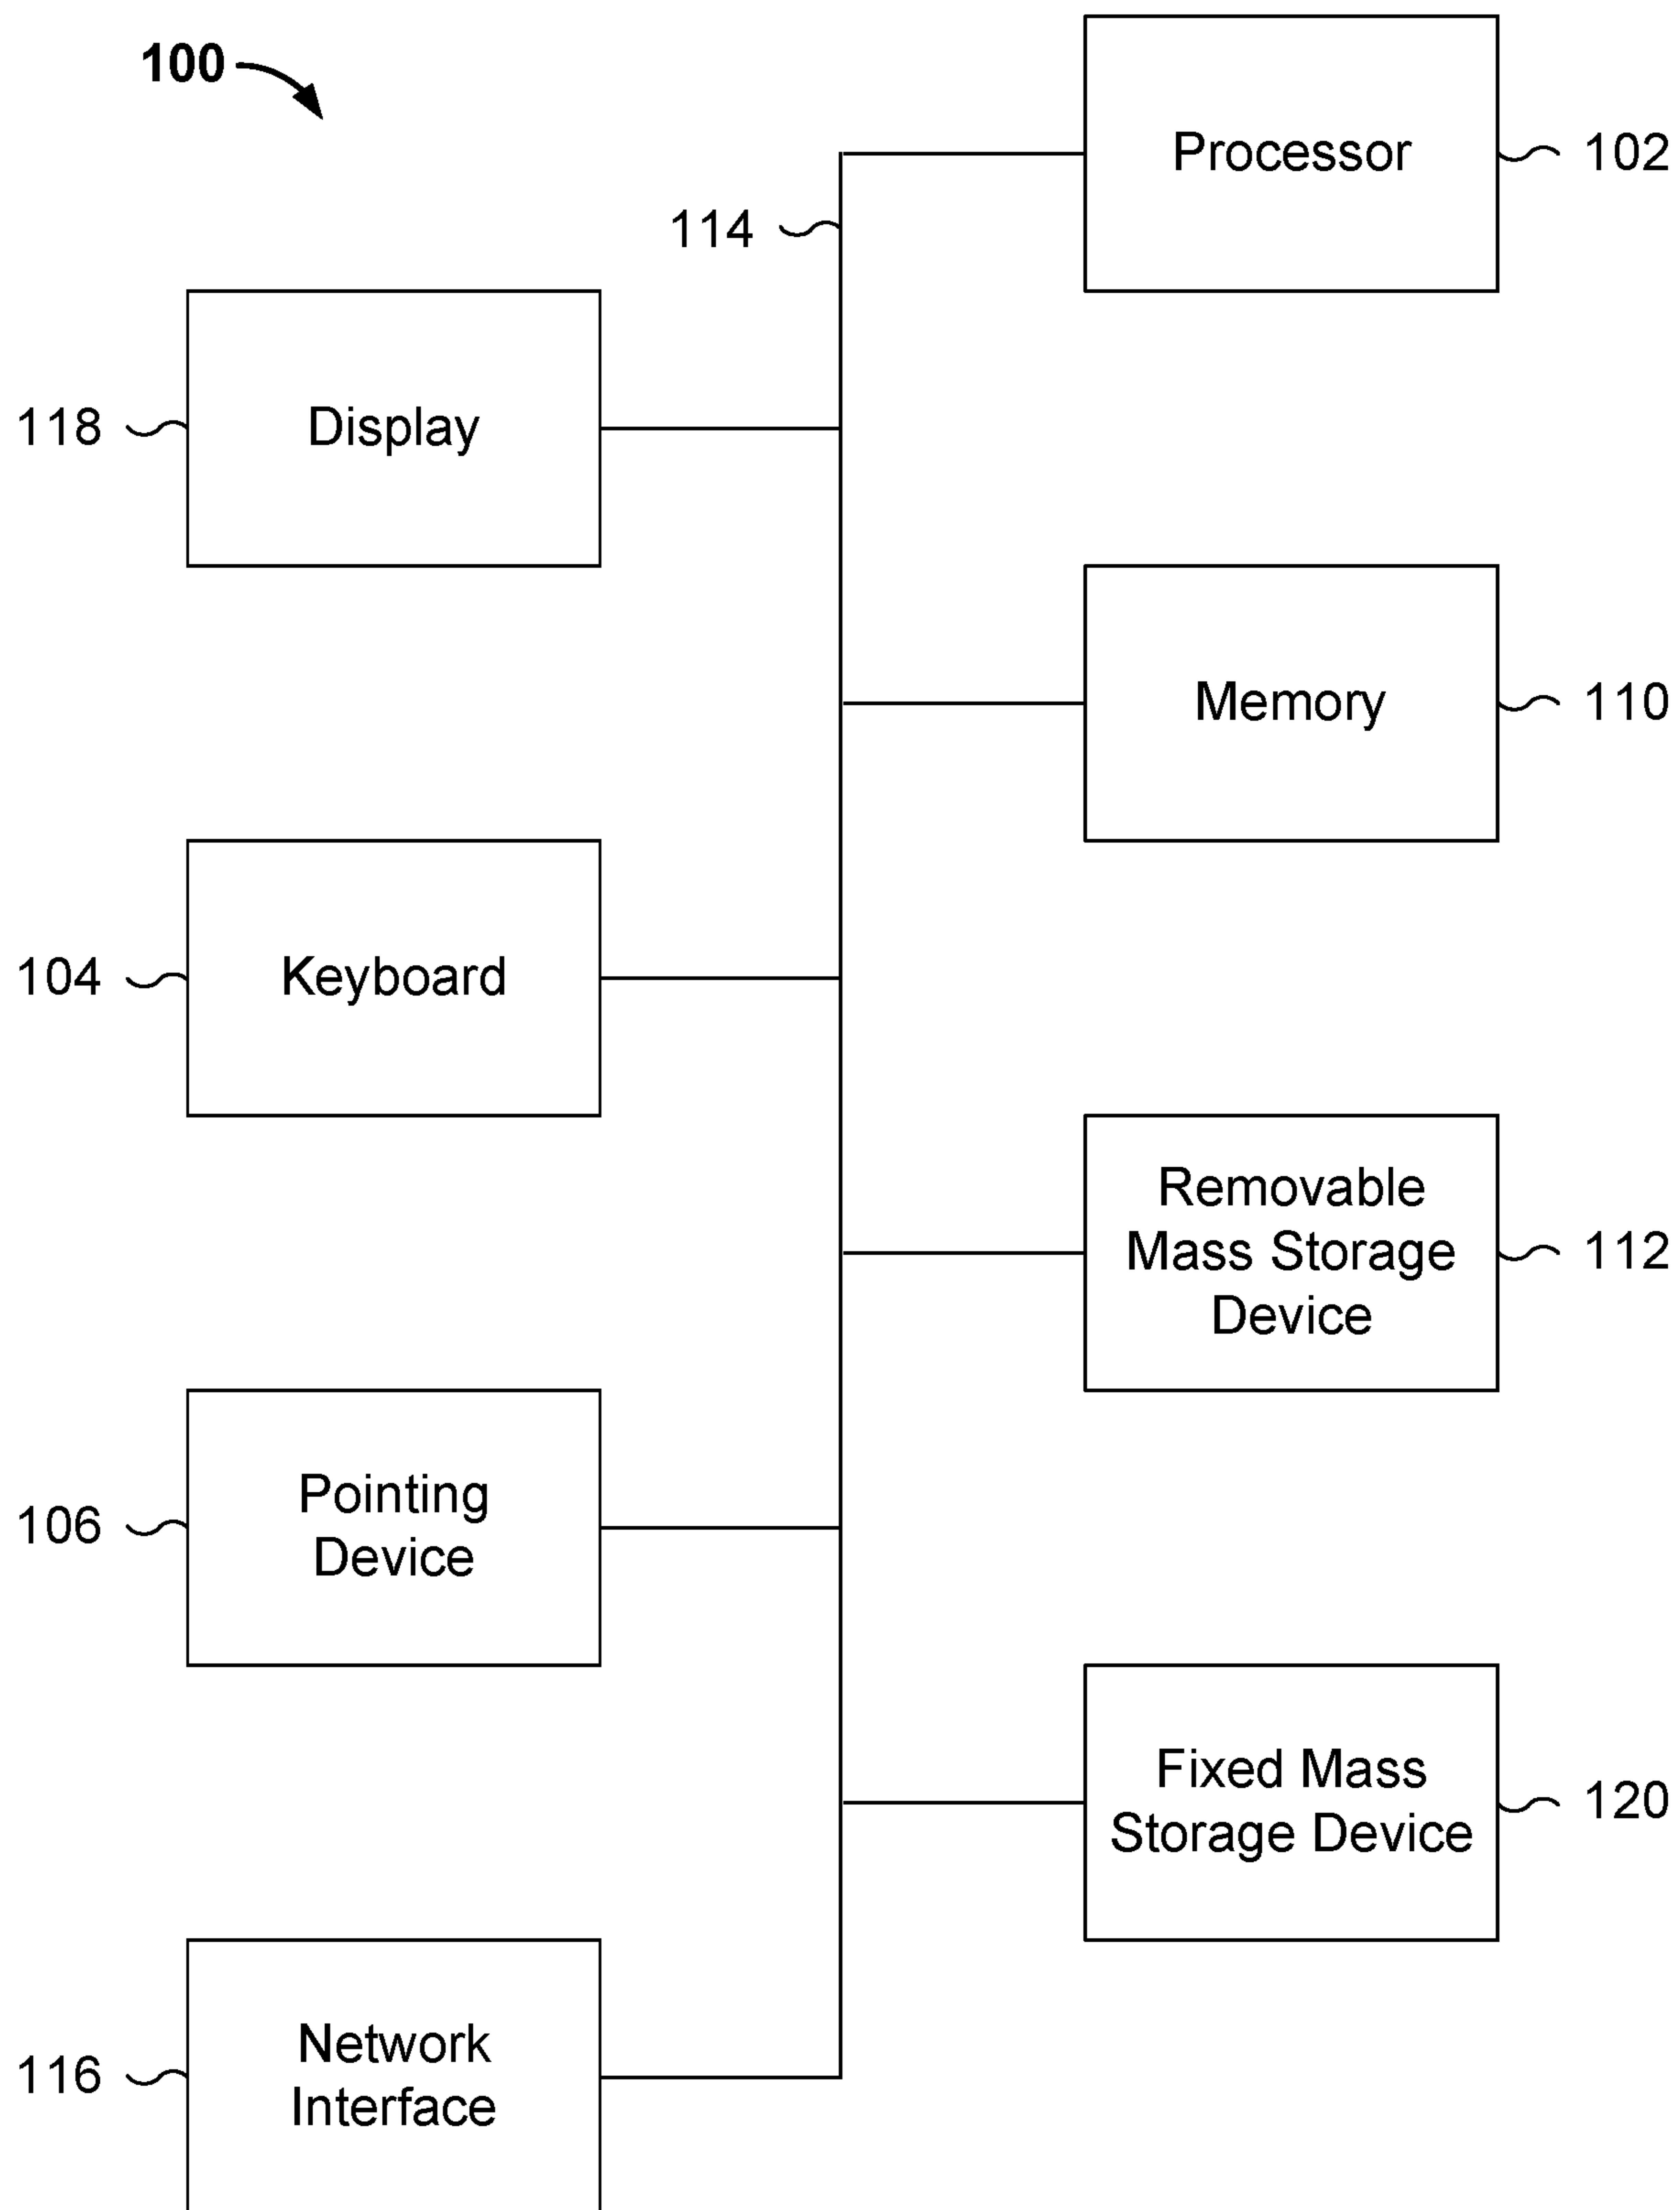 100
Processor
102
114
Display
118
Memory
110
Keyboard
104
Removable
Mass Storage
Device
112
Pointing
Device
106
Fixed Mass
Storage Device
120
Network
Interface
116